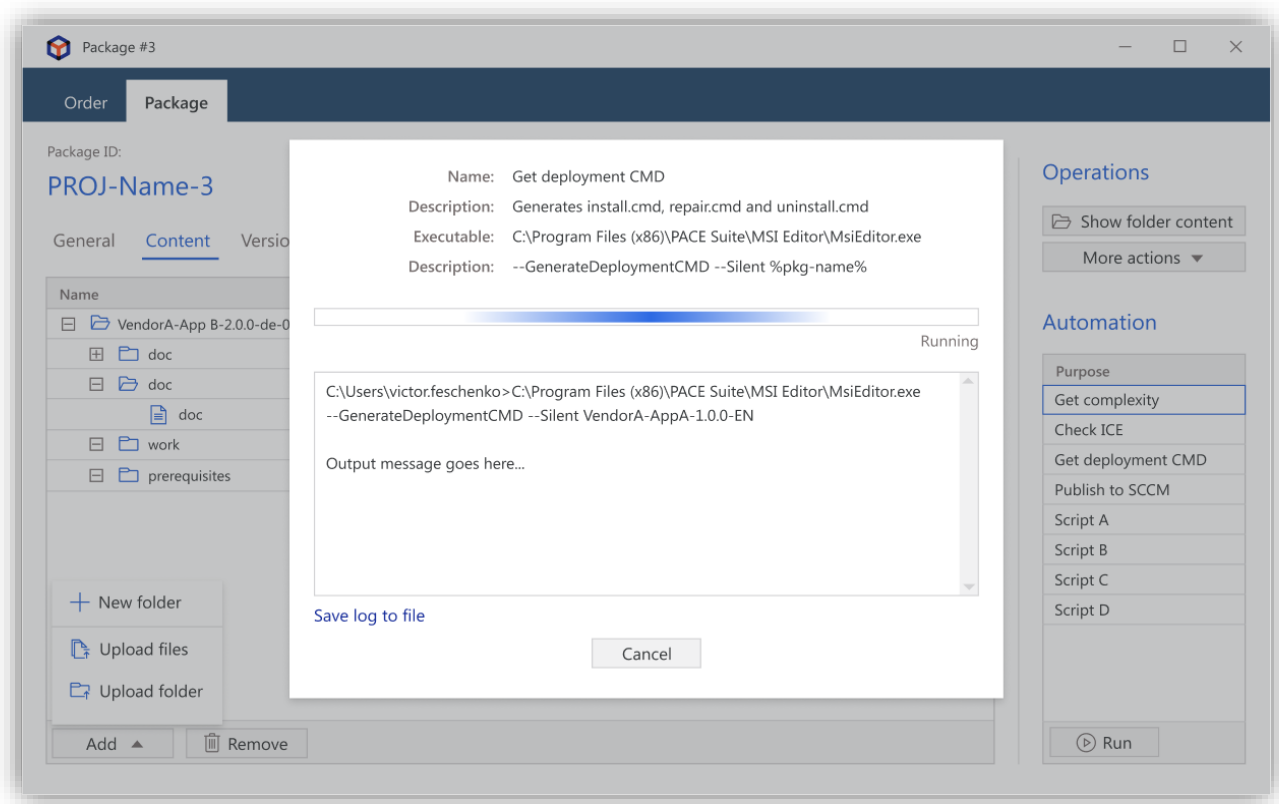 Package #3
Order
Package
Package ID:
PROJ-Name-3
General
Content
Versio
Name
VendorA-App B-2.0.0-de-0
doc
doc
doc
work
prerequisites
New folder
Upload files
Upload folder
Add
Remove
Name: Get deployment CMD
Description: Generates install.cmd, repair.cmd and uninstall.cmd
Executable: C:\Program Files (x86)\PACE Suite\MSI Editor\MsiEditor.exe
Description: --GenerateDeploymentCMD --Silent %pkg-name%
Running
C:\Users\victor.feschenko>C:\Program Files (x86)\PACE Suite\MSI Editor\MsiEditor.exe
--GenerateDeploymentCMD --Silent VendorA-AppA-1.0.0-EN
Output message goes here...
Save log to file
Cancel
Operations
Show folder content
More actions
Automation
Purpose
Get complexity
Check ICE
Get deployment CMD
Publish to SCCM
Script A
Script B
Script C
Script D
Run